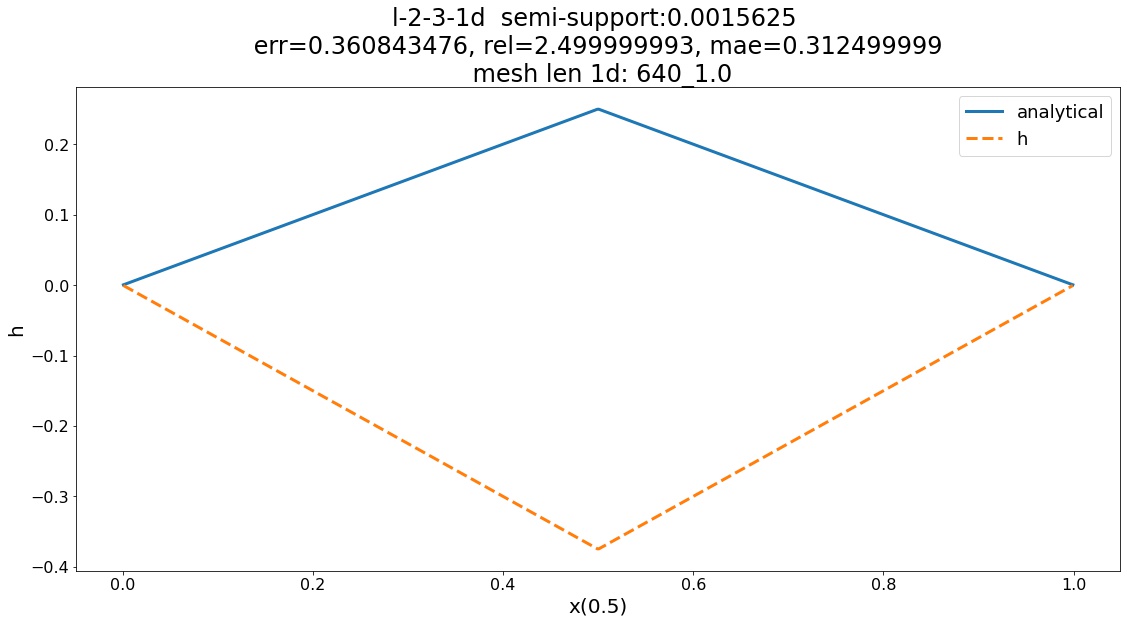 l-2-3-1d  semi-support:0.0015625
err=0.360843476, rel=2.499999993, mae=0.312499999
mesh len 1d: 640_1.0
analytical
h
0.2
0.1
0.0
−0.1
−0.2
−0.3
−0.4
h
0.0 0.2 0.4 0.6 0.8 1.0
x(0.5)